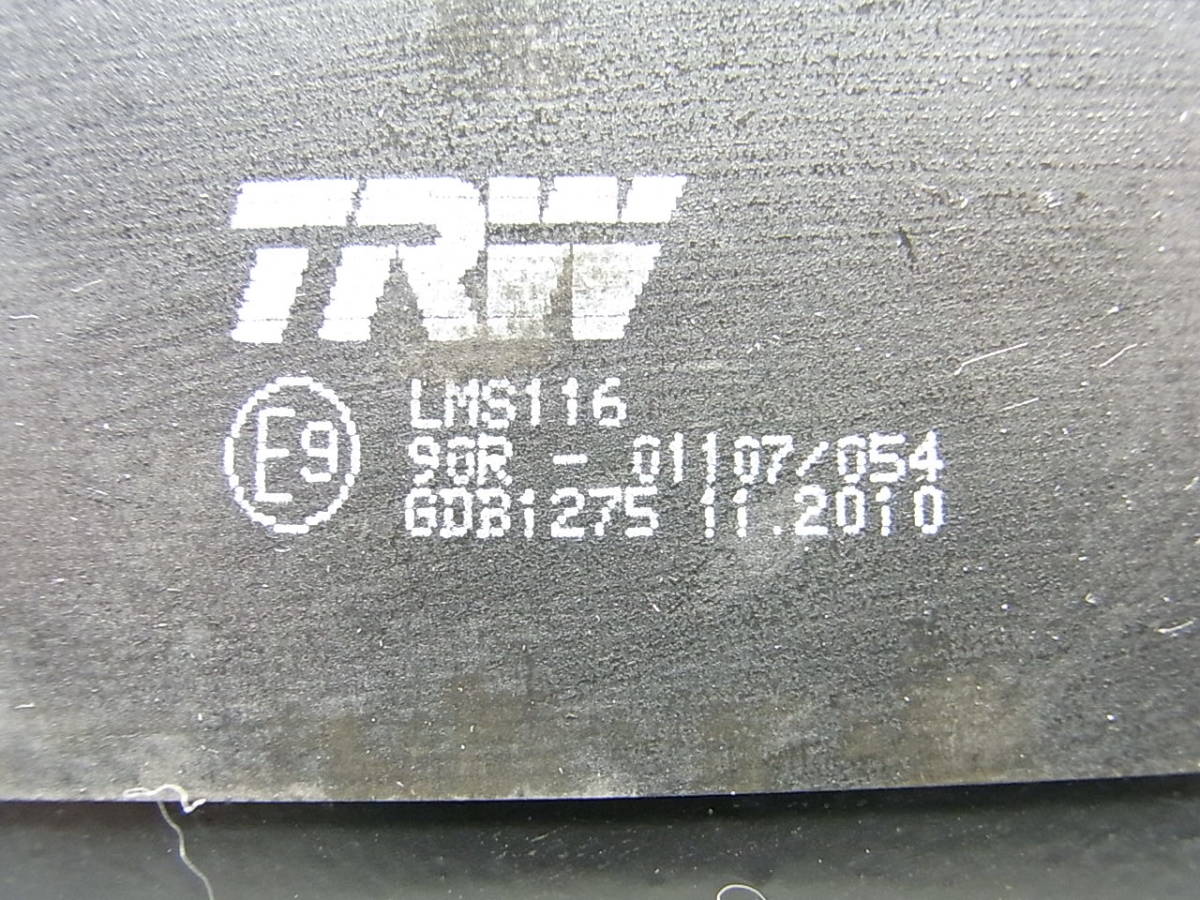 TRW
E9
LMS116
90R - 01107/054
GDB1275 11.2010